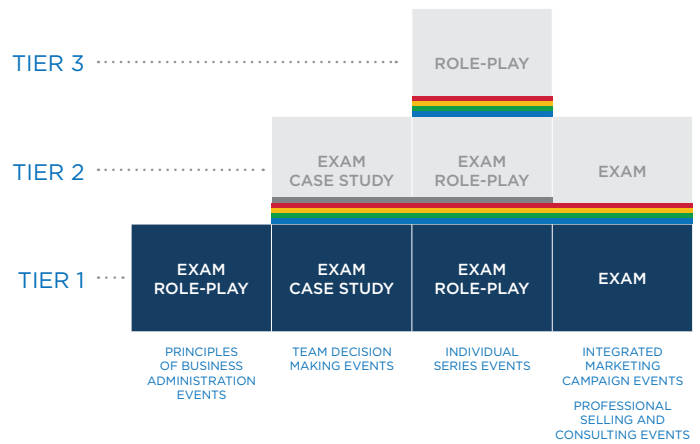 TIER 3
ROLE-PLAY
TIER 2
EXAM
CASE STUDY
EXAM
ROLE-PLAY
EXAM
TIER 1
EXAM
ROLE-PLAY
EXAM
CASE STUDY
EXAM
ROLE-PLAY
EXAM
PRINCIPLES
OF BUSINESS
ADMINISTRATION
EVENTS
TEAM DECISION
MAKING EVENTS
INDIVIDUAL
SERIES EVENTS
INTEGRATED
MARKETING
CAMPAIGN EVENTS
PROFESSIONAL
SELLING AND
CONSULTING EVENTS